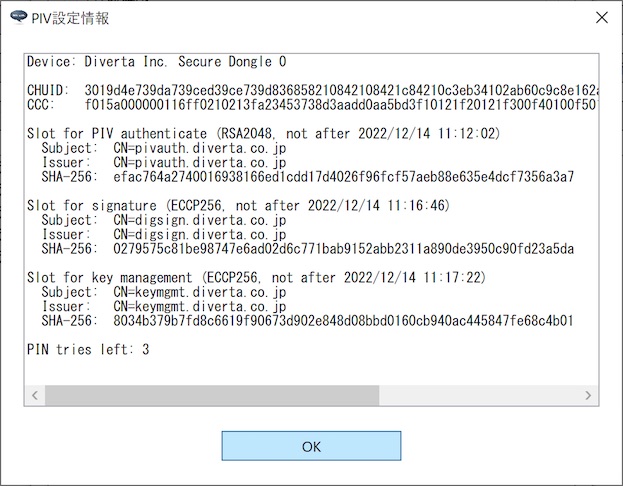 PIV設定情報
Device: Diverta Inc. Secure Dongle 0
CHUID: 3019d4e739da739ced39ce739d836858210842108421c84210c3eb34102ab60c9c8e162a
CCC: f015a000000116ff0210213fa23453738d3aadd0aa5bd3f10121f20121f300f40100f501
Slot for PIV authenticate (RSA2048, not after 2022/12/14 11:12:02)
Subject: CN=pivauth.diverta.co.jp
Issuer: CN=pivauth.diverta.co.jp
SHA-256: efac764a2740016938166ed1cdd17d4026f96fcf57aeb88e635e4dcf7356a3a7
Slot for signature (ECCP256, not after 2022/12/14 11:16:46)
Subject: CN=digsign.diverta.co.jp
Issuer: CN=digsign.diverta.co.jp
SHA-256: 0279575c81be98747e6ad02d6c771bab9152abb2311a890de3950c90fd23a5da
Slot for key management (ECCP256, not after 2022/12/14 11:17:22)
Subject: CN=keymgmt.diverta.co.jp
Issuer: CN=keymgmt.diverta.co.jp
SHA-256: 8034b379b7fd8c6619f90673d902e848d08bbd0160cb940ac445847fe68c4b01
PIN tries left: 3
OK